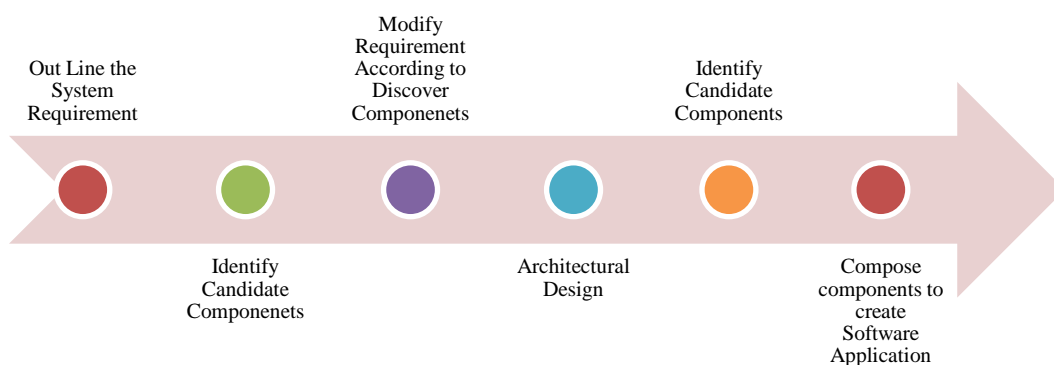 Out Line the
System
Requirement
Identify
Candidate
Componenets
Modify
Requirement
According to
Discover
Componenets
Architectural
Design
Identify
Candidate
Components
Compose
components to
create
Software
Application